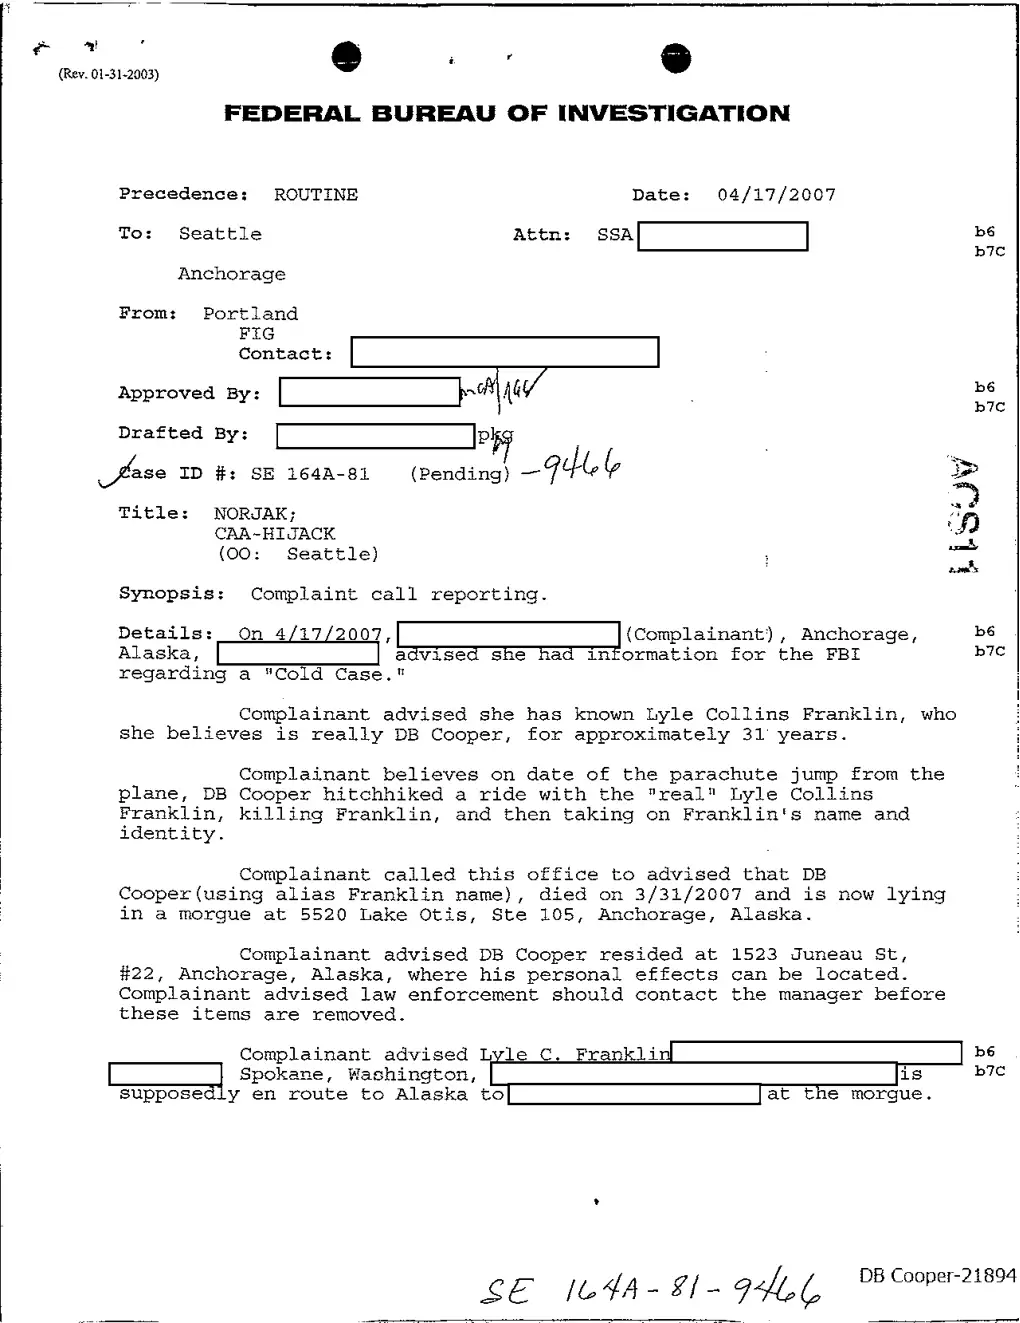 (Rev. 01-31-2003)
FEDERAL BUREAU OF INVESTIGATION
Precedence: ROUTINE Date: 04/17/2007
To: Seattle Attn: SSA b6
b7C
Anchorage
From: Portland
FIG
Contact:
Approved By: b6
b7C
Drafted By: pkg
Case ID #: SE 164A-81 (Pending) -9466
Title: NORJAK;
CAA-HIJACK
(OO: Seattle)
ACS11
Synopsis: Complaint call reporting.
Details: On 4/17/2007, (Complainant), Anchorage, b6
Alaska, advised she had information for the FBI b7C
regarding a "Cold Case."
Complainant advised she has known Lyle Collins Franklin, who
she believes is really DB Cooper, for approximately 31 years.
Complainant believes on date of the parachute jump from the
plane, DB Cooper hitchhiked a ride with the "real" Lyle Collins
Franklin, killing Franklin, and then taking on Franklin's name and
identity.
Complainant called this office to advised that DB
Cooper(using alias Franklin name), died on 3/31/2007 and is now lying
in a morgue at 5520 Lake Otis, Ste 105, Anchorage, Alaska.
Complainant advised DB Cooper resided at 1523 Juneau St,
#22, Anchorage, Alaska, where his personal effects can be located.
Complainant advised law enforcement should contact the manager before
these items are removed.
Complainant advised Lyle C. Franklin b6
Spokane, Washington, is b7C
supposedly en route to Alaska to at the morgue.
SE 164A-81-9466
DB Cooper-21894